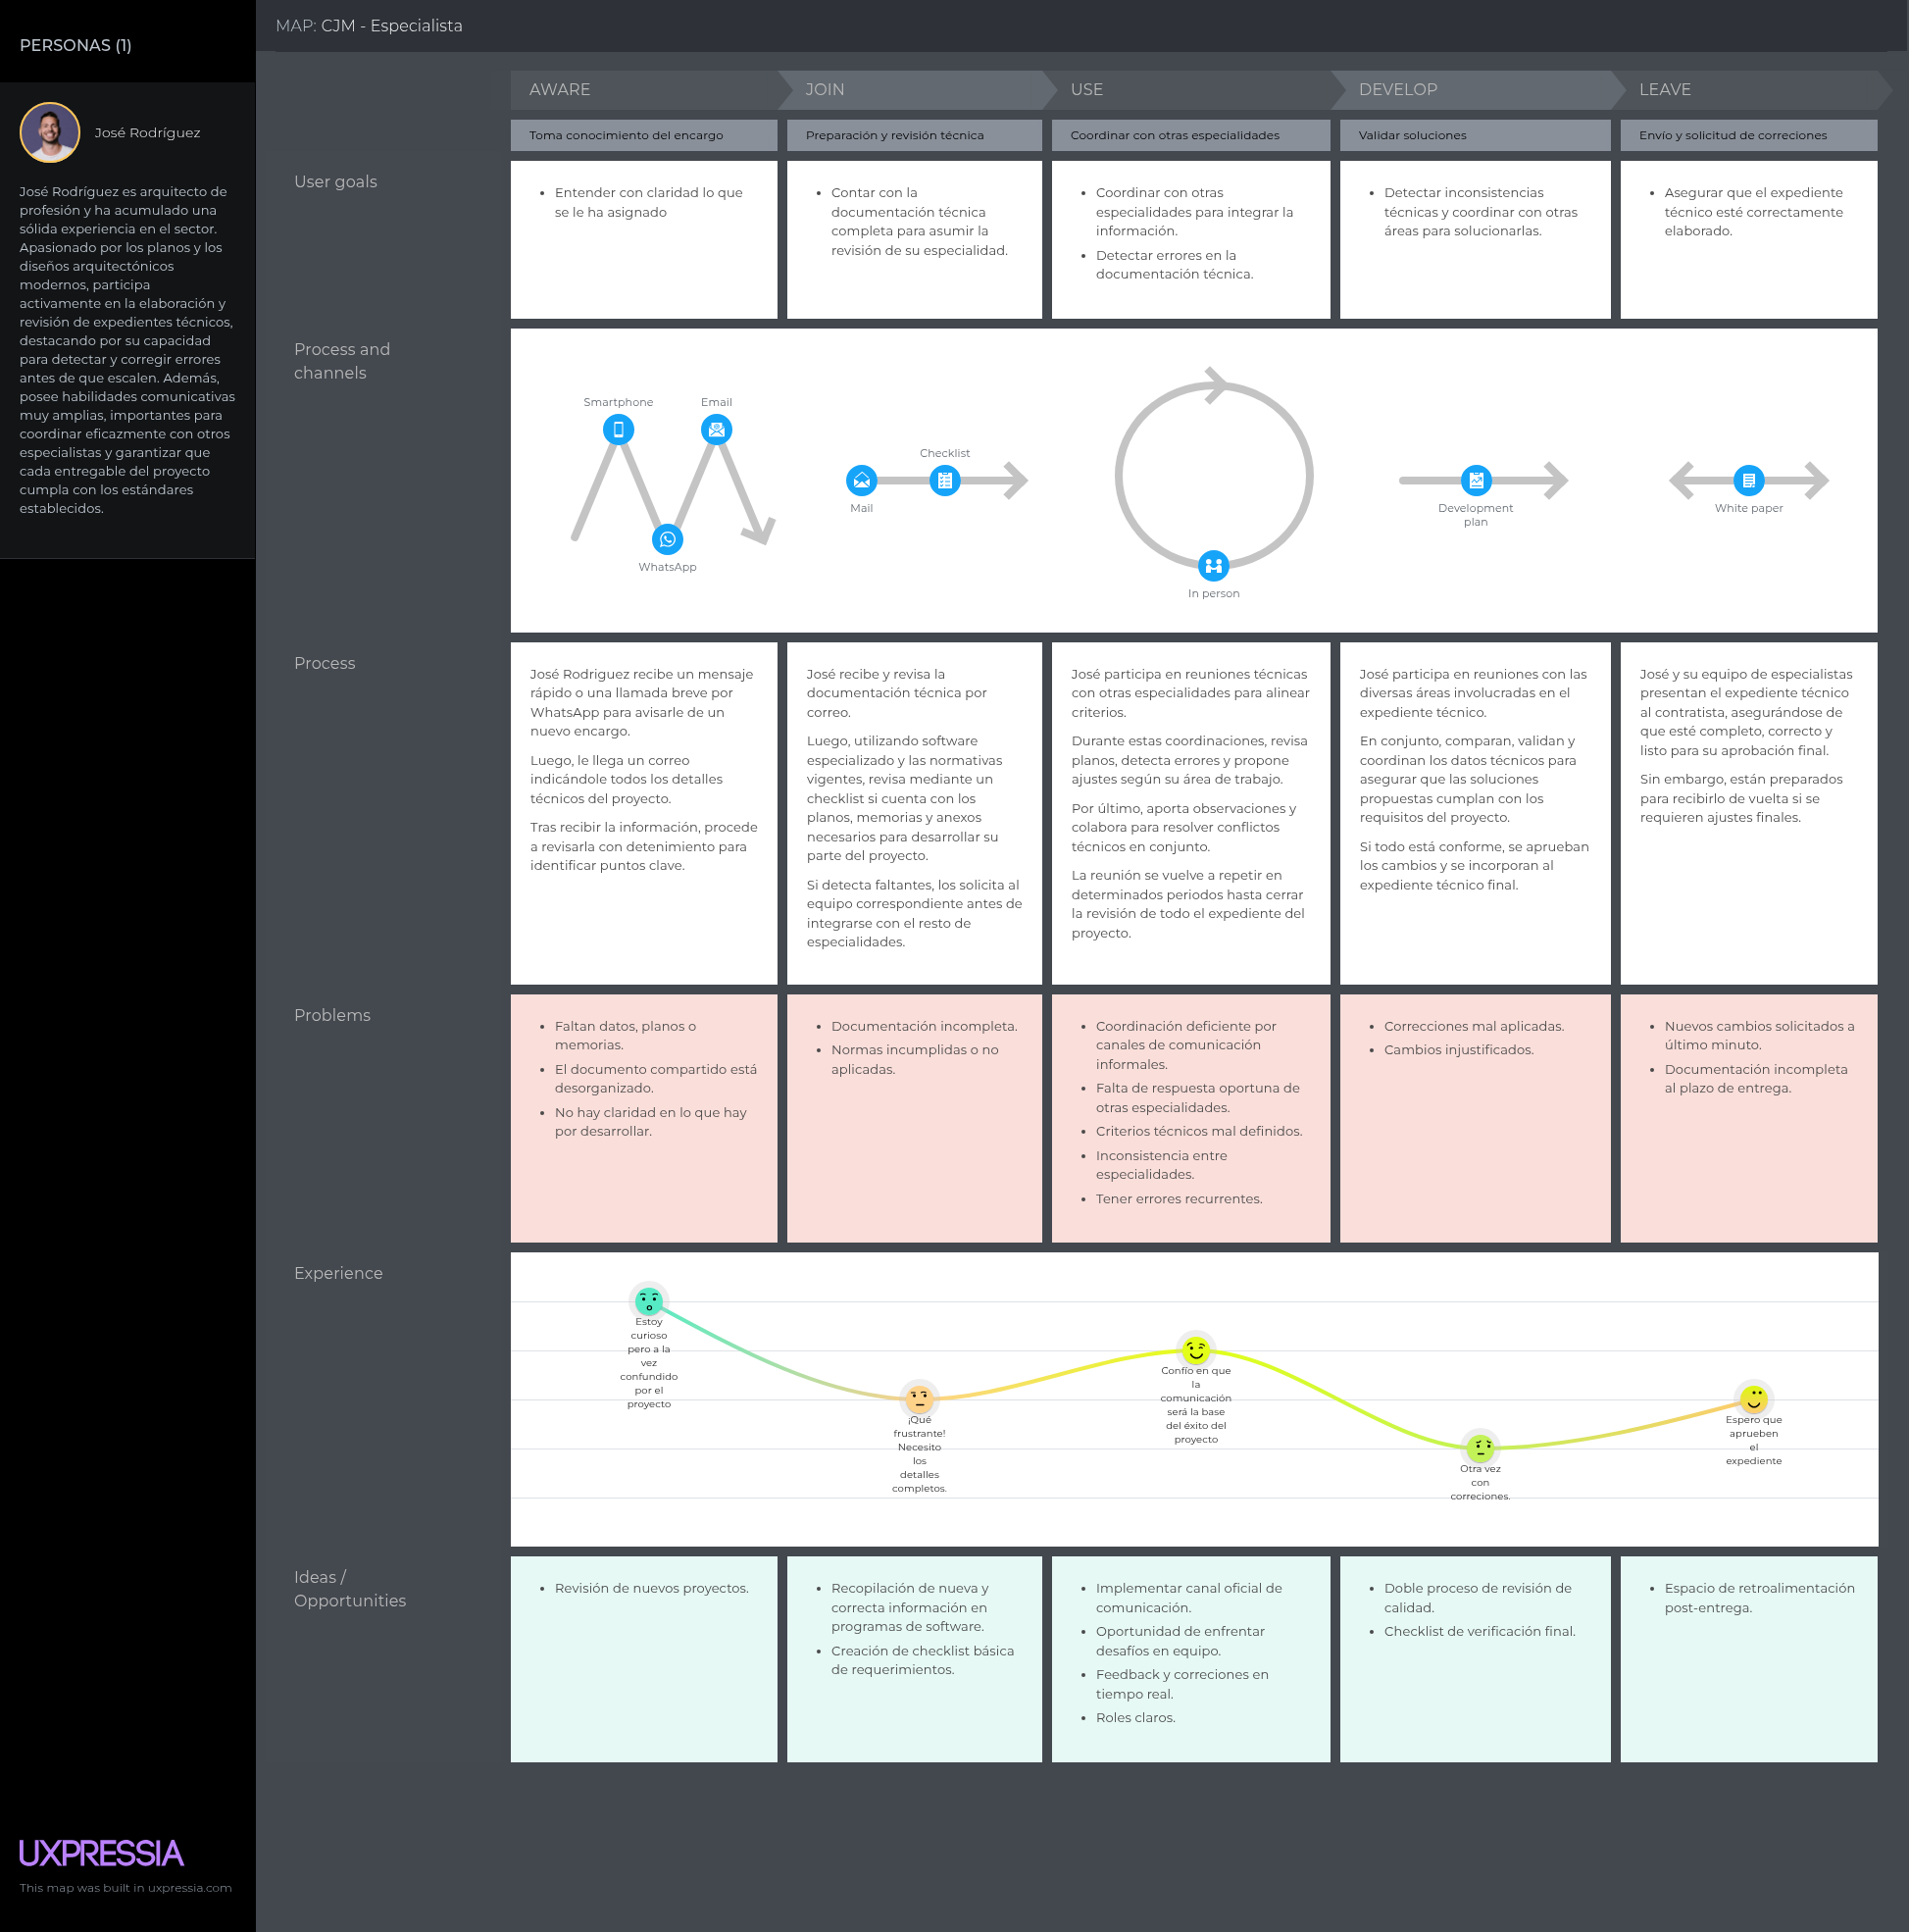 PERSONAS (1)
José Rodríguez
José Rodríguez es arquitecto de
profesión y ha acumulado una
sólida experiencia en el sector.
Apasionado por los planos y los
diseños arquitectónicos
modernos, participa
activamente en la elaboración y
revisión de expedientes técnicos,
destacando por su capacidad
para detectar y corregir errores
antes de que escalen. Además,
posee habilidades comunicativas
muy amplias, importantes para
coordinar eficazmente con otros
especialistas y garantizar que
cada entregable del proyecto
cumpla con los estándares
establecidos.
UXPRESSIA
This map was built in uxpressia.com
MAP: CJM - Especialista
AWARE
JOIN
USE
DEVELOP
LEAVE
Toma conocimiento del encargo
Preparación y revisión técnica
Coordinar con otras especialidades
Validar soluciones
Envío y solicitud de correciones
User goals
• Entender con claridad lo que
se le ha asignado
• Contar con la
documentación técnica
completa para asumir la
revisión de su especialidad.
• Coordinar con otras
especialidades para integrar la
información.
• Detectar errores en la
documentación técnica.
• Detectar inconsistencias
técnicas y coordinar con otras
áreas para solucionarlas.
• Asegurar que el expediente
técnico esté correctamente
elaborado.
Process and
channels
Smartphone
WhatsApp
Email
Mail
Checklist
In person
Development
plan
White paper
Process
José Rodriguez recibe un mensaje
rápido o una llamada breve por
WhatsApp para avisarle de un
nuevo encargo.
Luego, le llega un correo
indicándole todos los detalles
técnicos del proyecto.
Tras recibir la información, procede
a revisarla con detenimiento para
identificar puntos clave.
José recibe y revisa la
documentación técnica por
correo.
Luego, utilizando software
especializado y las normativas
vigentes, revisa mediante un
checklist si cuenta con los
planos, memorias y anexos
necesarios para desarrollar su
parte del proyecto.
Si detecta faltantes, los solicita al
equipo correspondiente antes de
integrarse con el resto de
especialidades.
José participa en reuniones técnicas
con otras especialidades para alinear
criterios.
Durante estas coordinaciones, revisa
planos, detecta errores y propone
ajustes según su área de trabajo.
Por último, aporta observaciones y
colabora para resolver conflictos
técnicos en conjunto.
La reunión se vuelve a repetir en
determinados periodos hasta cerrar
la revisión de todo el expediente del
proyecto.
José participa en reuniones con las
diversas áreas involucradas en el
expediente técnico.
En conjunto, comparan, validan y
coordinan los datos técnicos para
asegurar que las soluciones
propuestas cumplan con los
requisitos del proyecto.
Si todo está conforme, se aprueban
los cambios y se incorporan al
expediente técnico final.
José y su equipo de especialistas
presentan el expediente técnico
al contratista, asegurándose de
que esté completo, correcto y
listo para su aprobación final.
Sin embargo, están preparados
para recibirlo de vuelta si se
requieren ajustes finales.
Problems
• Faltan datos, planos o
memorias.
• El documento compartido está
desorganizado.
• No hay claridad en lo que hay
por desarrollar.
• Documentación incompleta.
• Normas incumplidas o no
aplicadas.
• Coordinación deficiente por
canales de comunicación
informales.
• Falta de respuesta oportuna de
otras especialidades.
• Criterios técnicos mal definidos.
• Inconsistencia entre
especialidades.
• Tener errores recurrentes.
• Correcciones mal aplicadas.
• Cambios injustificados.
• Nuevos cambios solicitados a
último minuto.
• Documentación incompleta
al plazo de entrega.
Experience
Estoy
curioso
pero a la
vez
confundido
por el
proyecto
¡Qué
frustrante!
Necesito
los
detalles
completos.
Confío en que
la
comunicación
será la base
del éxito del
proyecto
Otra vez
con
correciones.
Espero que
aprueben
el
expediente
Ideas /
Opportunities
• Revisión de nuevos proyectos.
• Recopilación de nueva y
correcta información en
programas de software.
• Creación de checklist básica
de requerimientos.
• Implementar canal oficial de
comunicación.
• Oportunidad de enfrentar
desafíos en equipo.
• Feedback y correciones en
tiempo real.
• Roles claros.
• Doble proceso de revisión de
calidad.
• Checklist de verificación final.
• Espacio de retroalimentación
post-entrega.